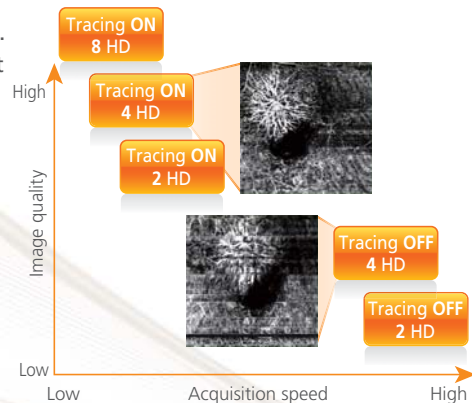 Tracing ON
8 HD
.
t
High
Tracing ON
4 HD
Tracing ON
2 HD
Image quality
Tracing OFF
4 HD
Tracing OFF
2 HD
Low
Low Acquisition speed High